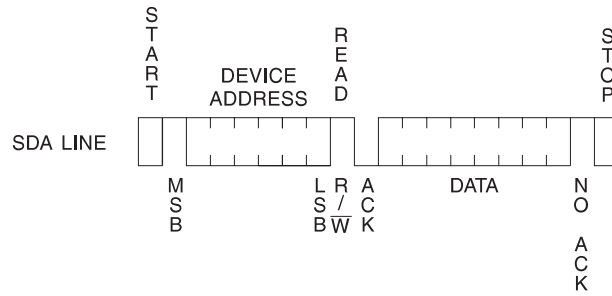 START
DEVICE
ADDRESS
READ
STOP
SDA LINE
MSB
LSB
R/W̅
ACK
DATA
NO ACK